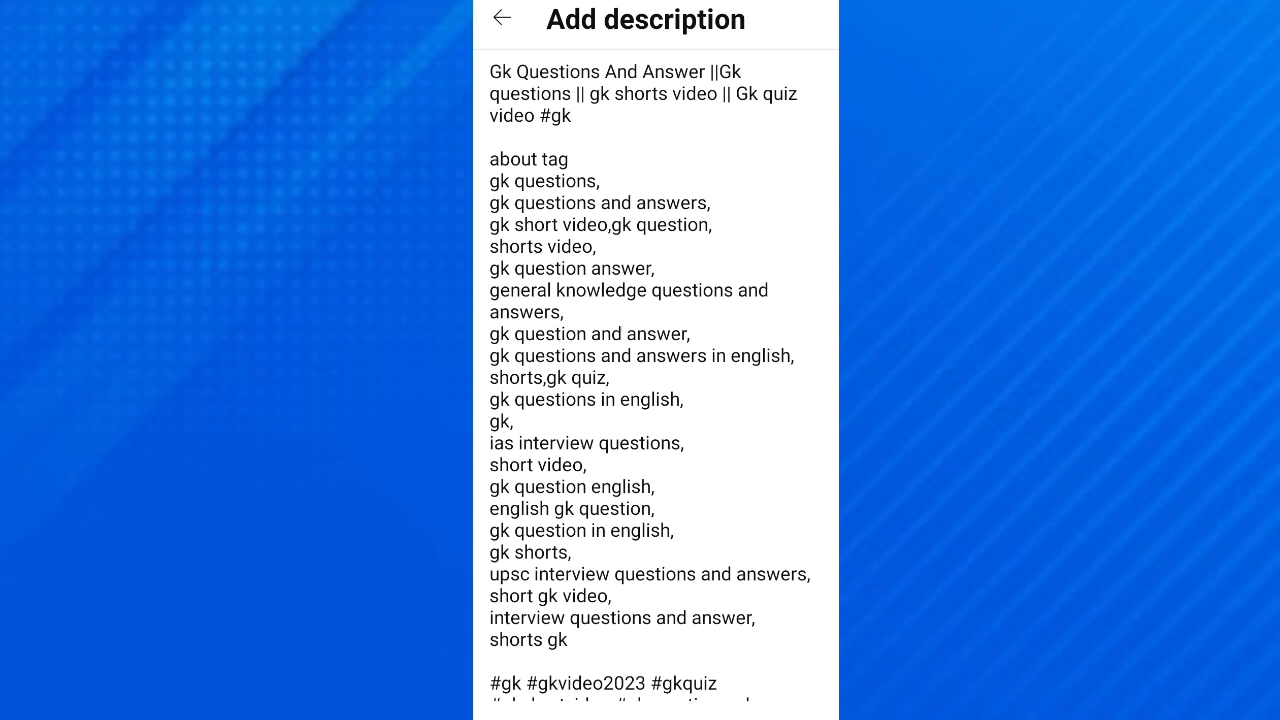 Add description
Gk Questions And Answer ||Gk
questions || gk shorts video || Gk quiz
video #gk
about tag
gk questions,
gk questions and answers,
gk short video,gk question,
shorts video,
gk question answer,
general knowledge questions and
answers,
gk question and answer,
gk questions and answers in english,
shorts,gk quiz,
gk questions in english,
gk,
ias interview questions,
short video,
gk question english,
english gk question,
gk question in english,
gk shorts,
upsc interview questions and answers,
short gk video,
interview questions and answer,
shorts gk
#gk #gkvideo2023 #gkquiz